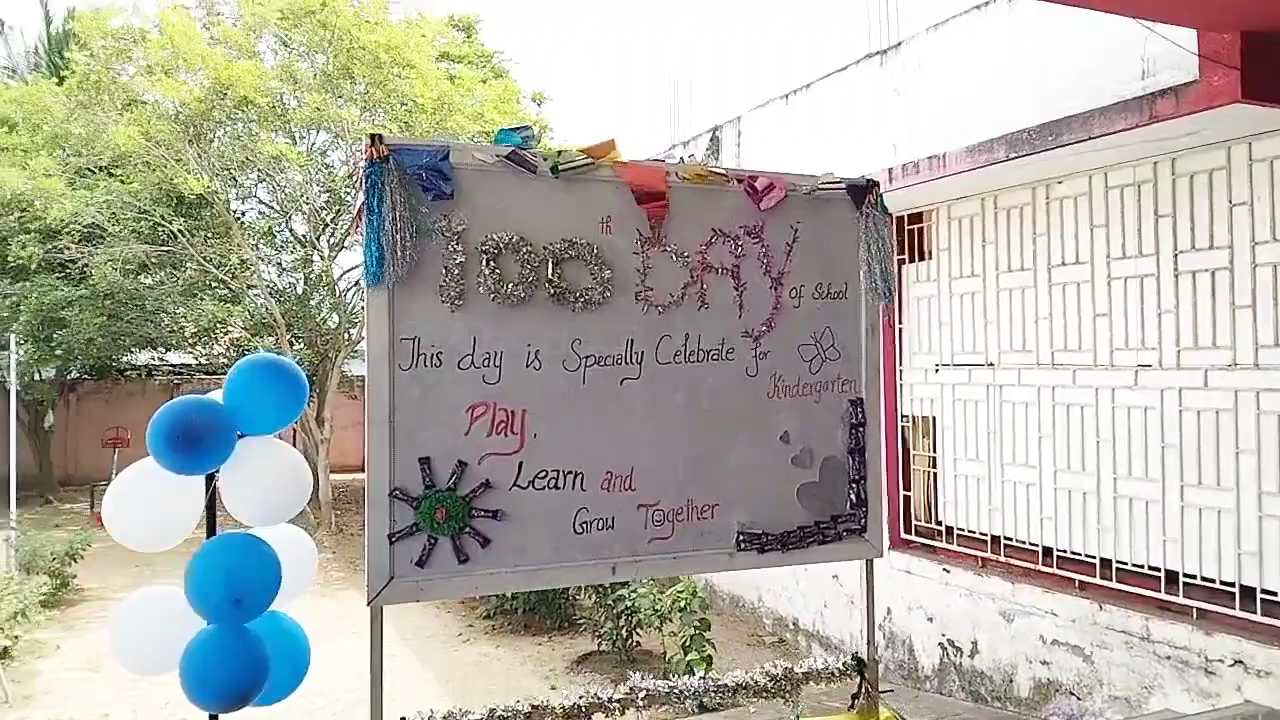 100th DAY of School
This day is Specially Celebrate for
Kindergarten
Play.
Learn and
Grow Together